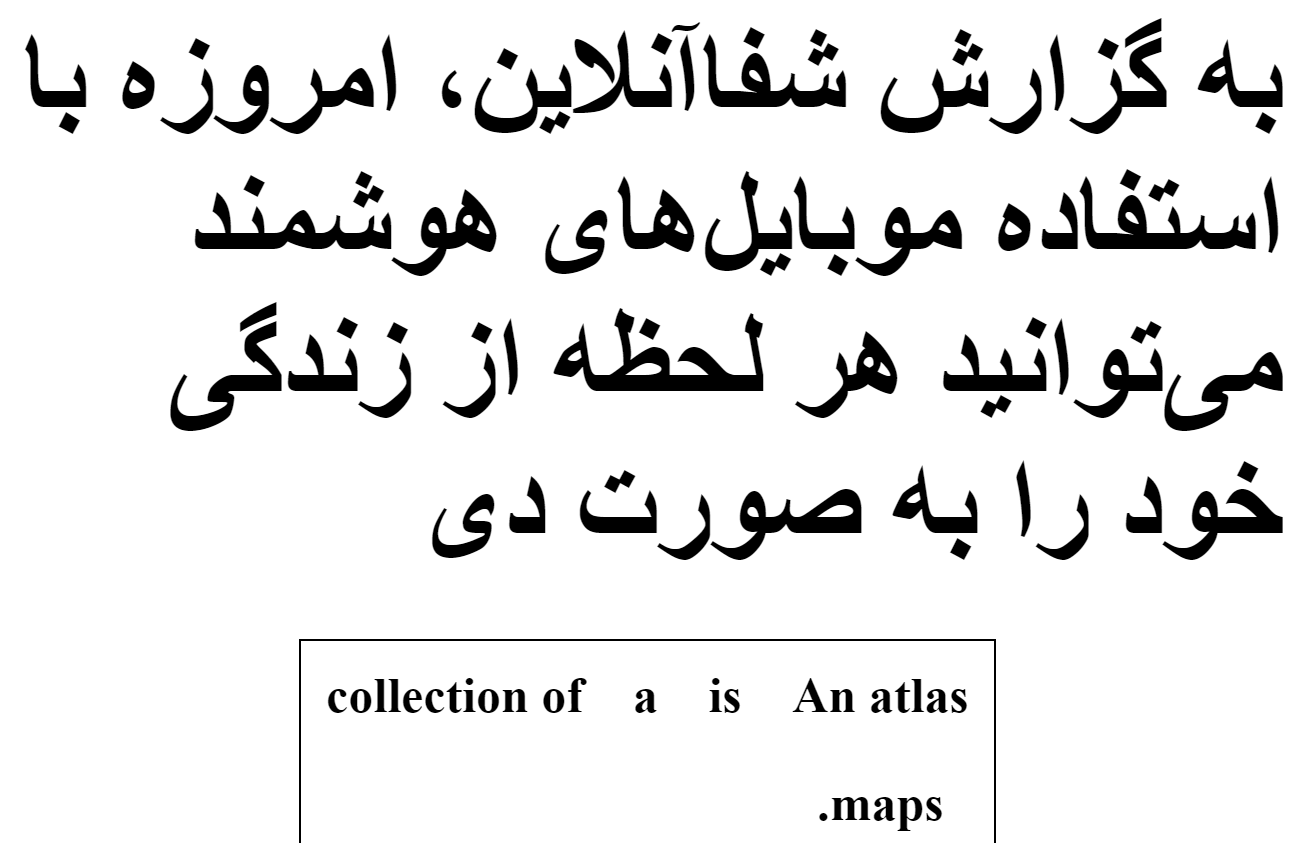 به گزارش شفاآنلاین، امروزه با
استفاده موبایل‌های هوشمند
می‌توانید هر لحظه از زندگی
خود را به صورت دی
An atlas is a collection of
maps.